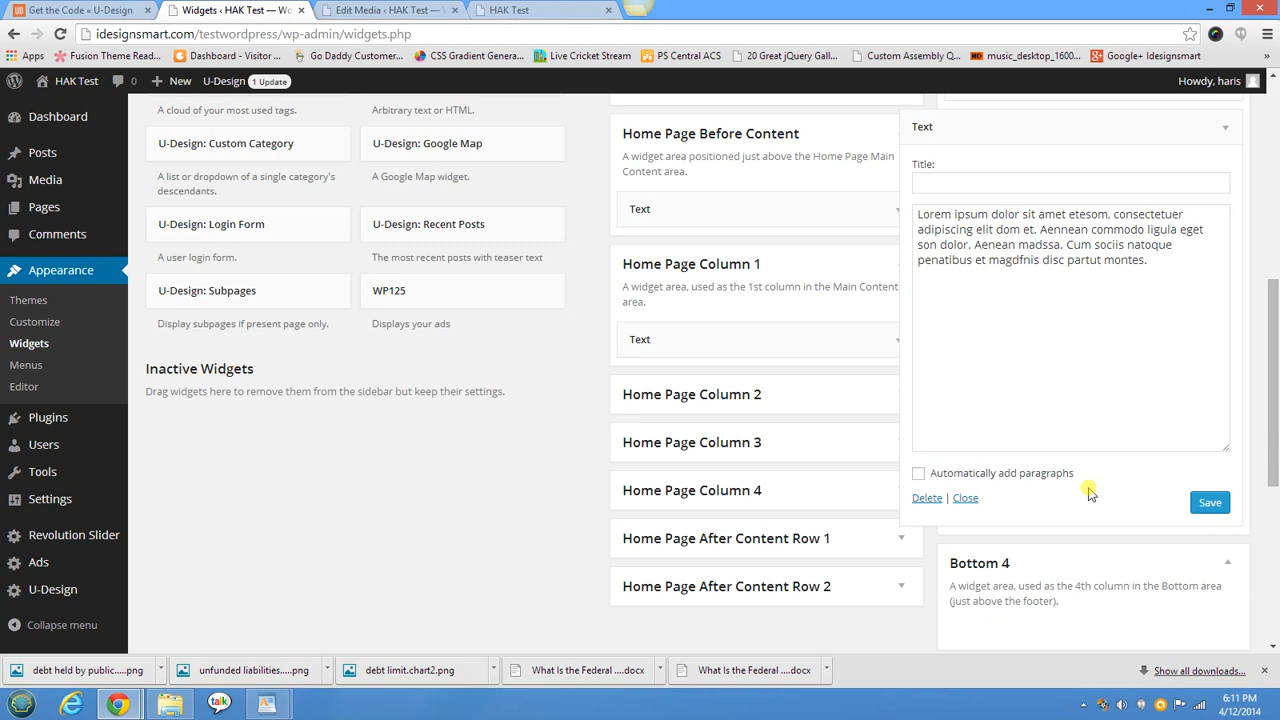 Get the Code « U-Design
Widgets ‹ HAK Test — Wo
Edit Media ‹ HAK Test —
HAK Test
idesignsmart.com/testwordpress/wp-admin/widgets.php
Apps
Fusion Free Read...
Dashboard - Visitor ...
Go Daddy Customer...
CSS Gradient Genera...
Live Cricket Stream
PS Central ACS
20 Great jQuery Gall...
Custom Assembly Q...
music_desktop_1600...
Google+ Idesignsmart
HAK Test
0
New
U-Design
1 Update
Howdy, haris
Dashboard
Posts
Media
Pages
Comments
Appearance
Themes
Customize
Widgets
Menus
Editor
Plugins
Users
Tools
Settings
Revolution Slider
Ads
U-Design
Collapse menu
A cloud of your most used tags.
Arbitrary text or HTML.
U-Design: Custom Category
U-Design: Google Map
A list or dropdown of a single category's
descendants.
A Google Map widget.
U-Design: Login Form
U-Design: Recent Posts
A user login form.
The most recent posts with teaser text
U-Design: Subpages
WP125
Display subpages if present page only.
Displays your ads
Inactive Widgets
Drag widgets here to remove them from the sidebar but keep their settings.
Home Page Before Content
A widget area positioned just above the Home Page Main
Content area.
Text
Home Page Column 1
A widget area, used as the 1st column in the Main Content
area.
Text
Home Page Column 2
Home Page Column 3
Home Page Column 4
Home Page After Content Row 1
Home Page After Content Row 2
Text
Title:
Lorem ipsum dolor sit amet etesom, consectetuer
adipiscing elit dom et. Aennean commodo ligula eget
son dolor. Aenean madssa. Cum sociis natoque
penatibus et magdfnis disc partut montes.
Automatically add paragraphs
Delete | Close
Save
Bottom 4
A widget area, used as the 4th column in the Bottom area
(just above the footer).
debt held by public.....png
unfunded liabilities....png
debt limit.chart2.png
What Is the Federal ....docx
What Is the Federal ....docx
Show all downloads...
talk
6:11 PM
4/12/2014